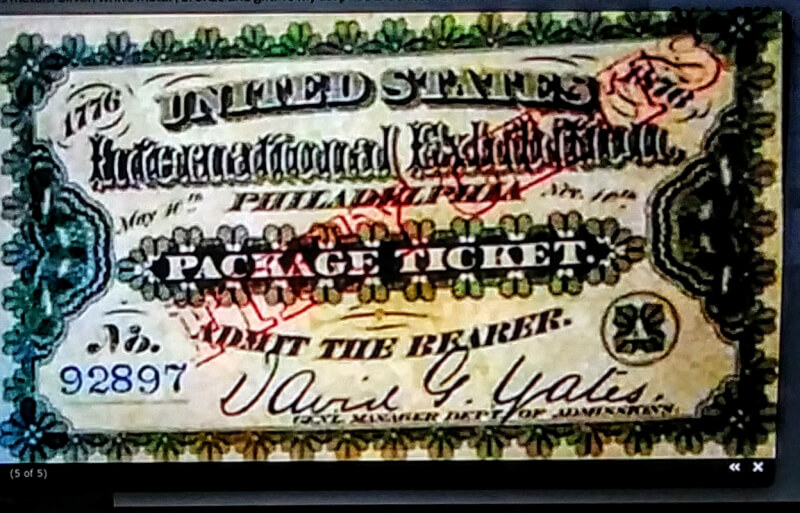 1776
UNITED STATES
1876
International Exhibition,
May 10th PHILADELPHIA Nov. 10th
PACKAGE TICKET.
ADMIT THE BEARER.
A
No.
92897
David G. Yates.
GEN'L MANAGER DEP'T OF ADMISSIONS.
(5 of 5)
« ×